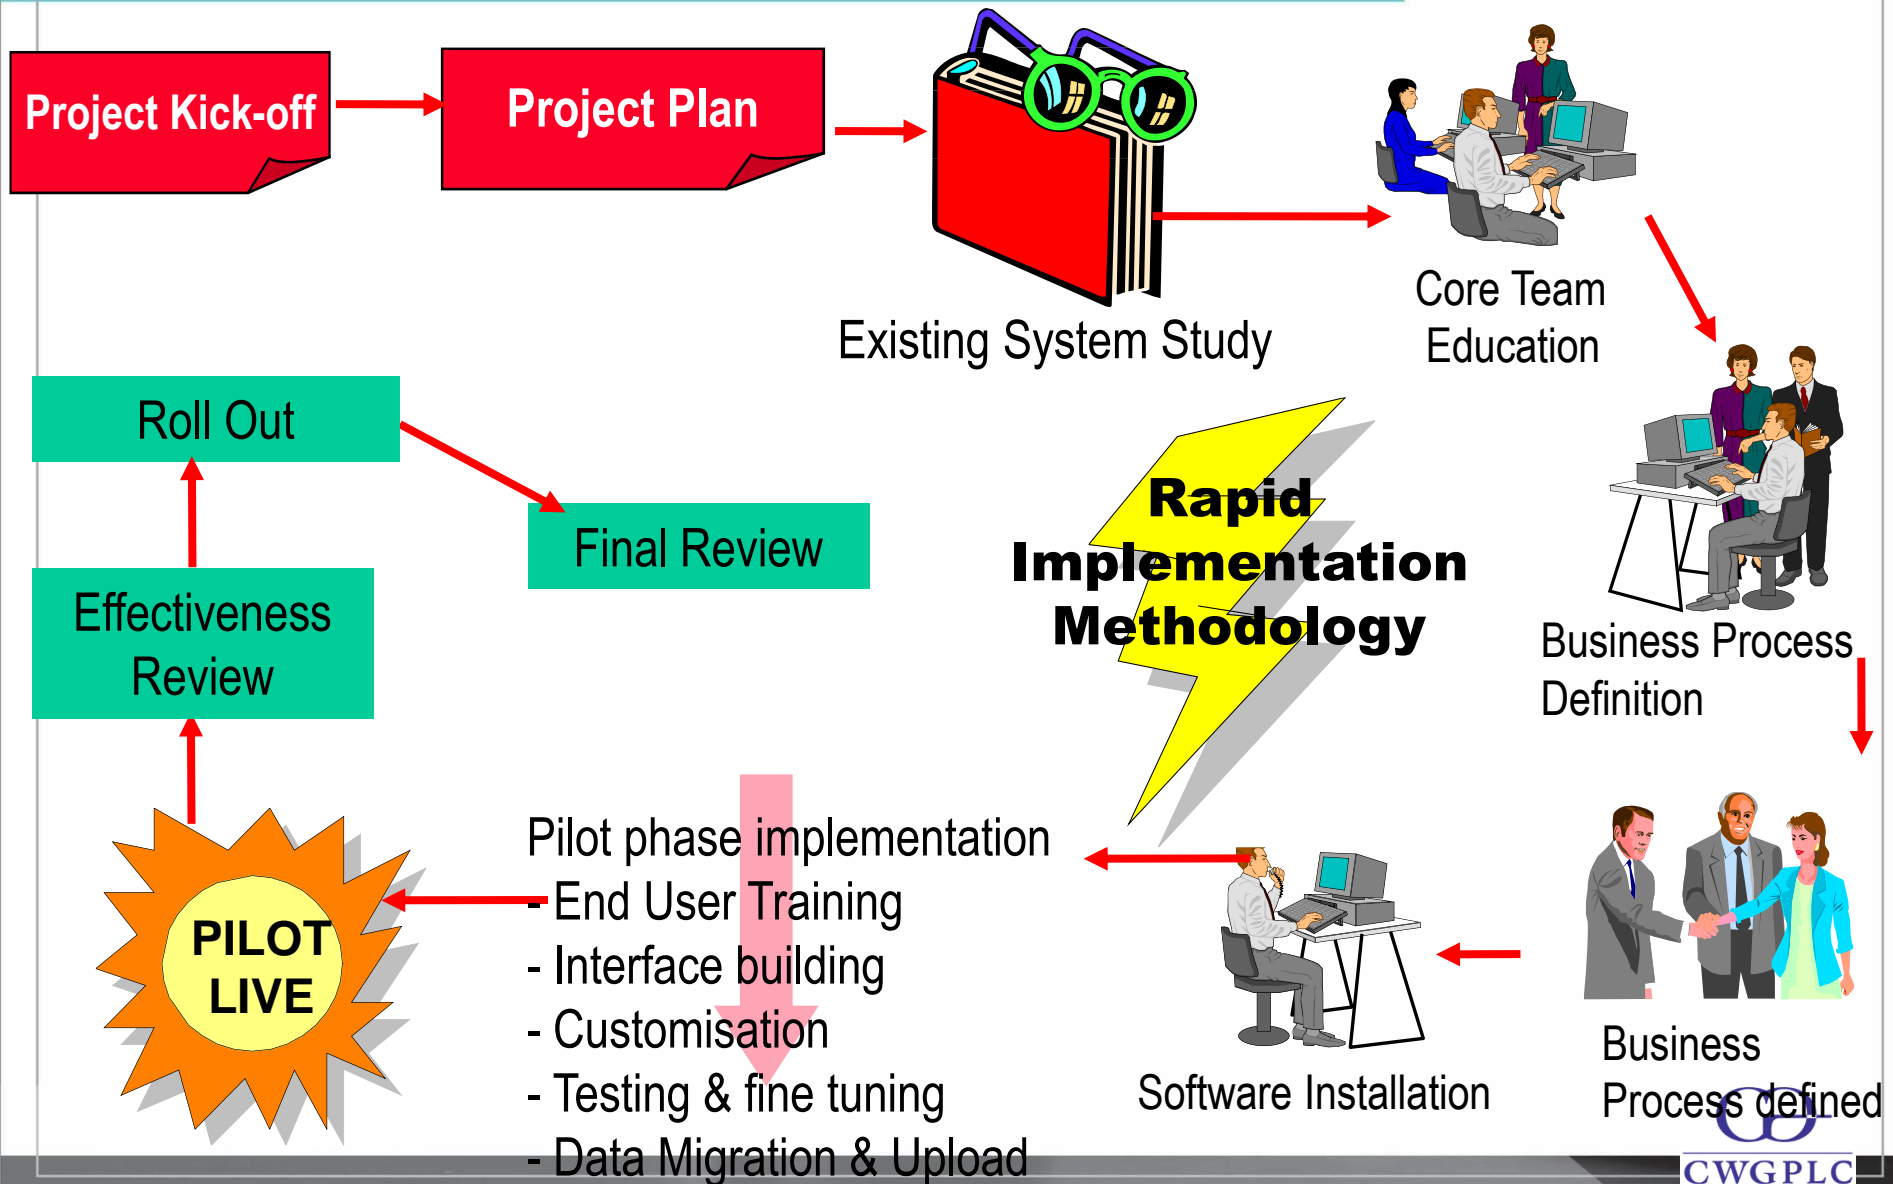 Project Kick-off
Project Plan
Existing System Study
Core Team
Education
Business Process
Definition
Business
Process defined
Software Installation
Pilot phase implementation
- End User Training
- Interface building
- Customisation
- Testing & fine tuning
- Data Migration & Upload
PILOT
LIVE
Effectiveness
Review
Roll Out
Final Review
Rapid
Implementation
Methodology
CWGPLC